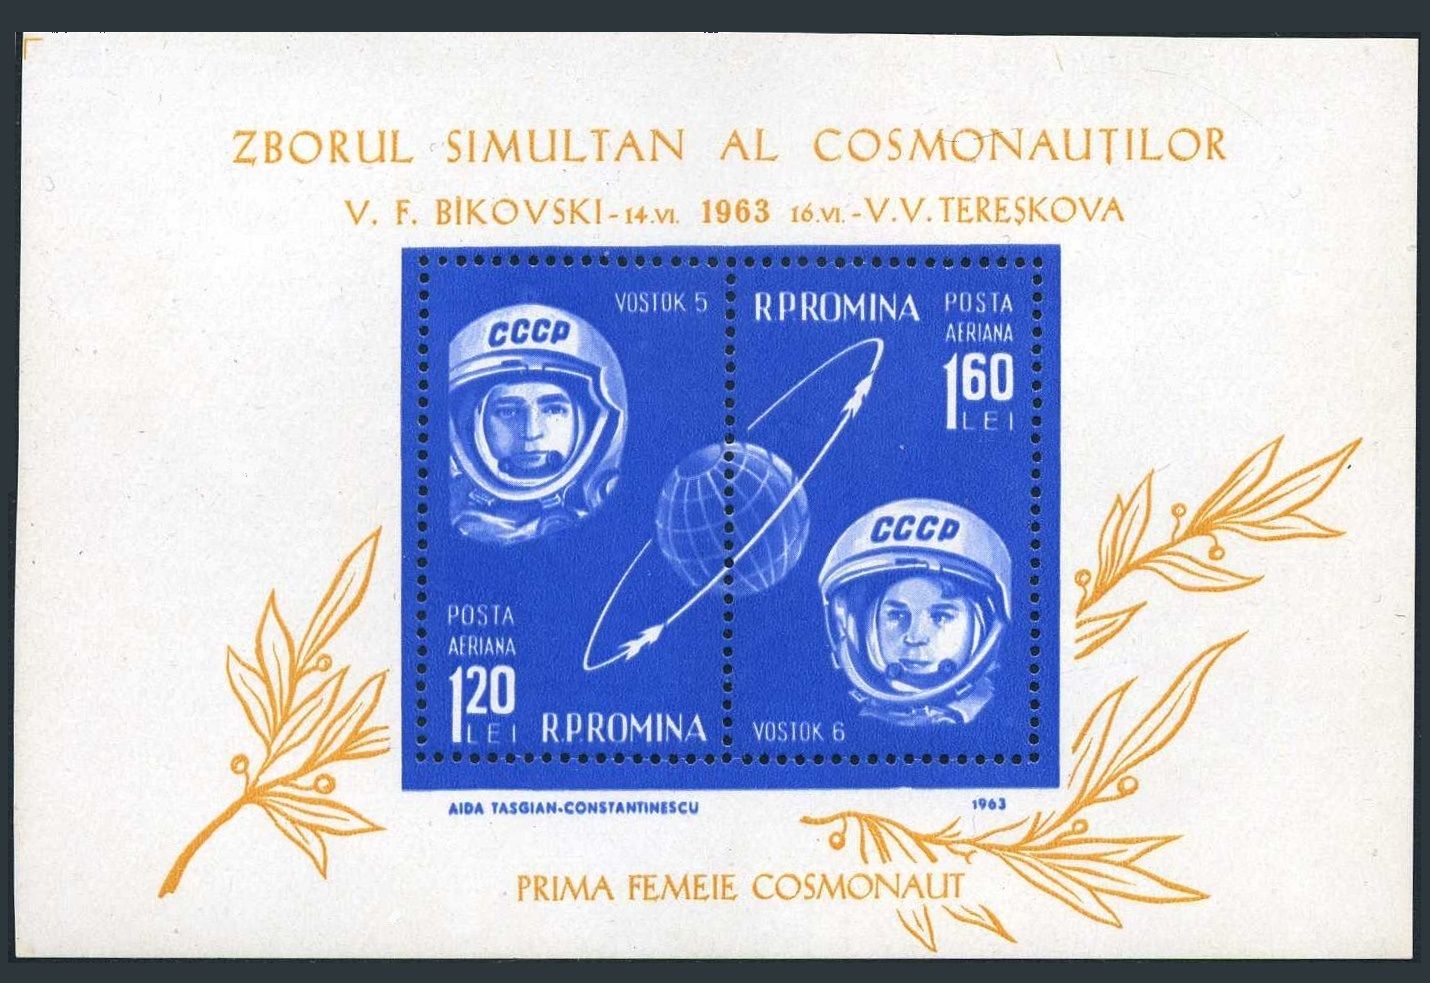 ZBORUL SIMULTAN AL COSMONAUȚILOR
V. F. BIKOVSKI-14.VI. 1963 16.VI.-V.V. TEREȘKOVA
VOSTOK 5
CCCP
POSTA
AERIANA
1 20
LEI
R.P.ROMINA
R.P.ROMINA
POSTA
AERIANA
1 60
LEI
CCCP
VOSTOK 6
AIDA TASGIAN-CONSTANTINESCU
1963
PRIMA FEMEIE COSMONAUT